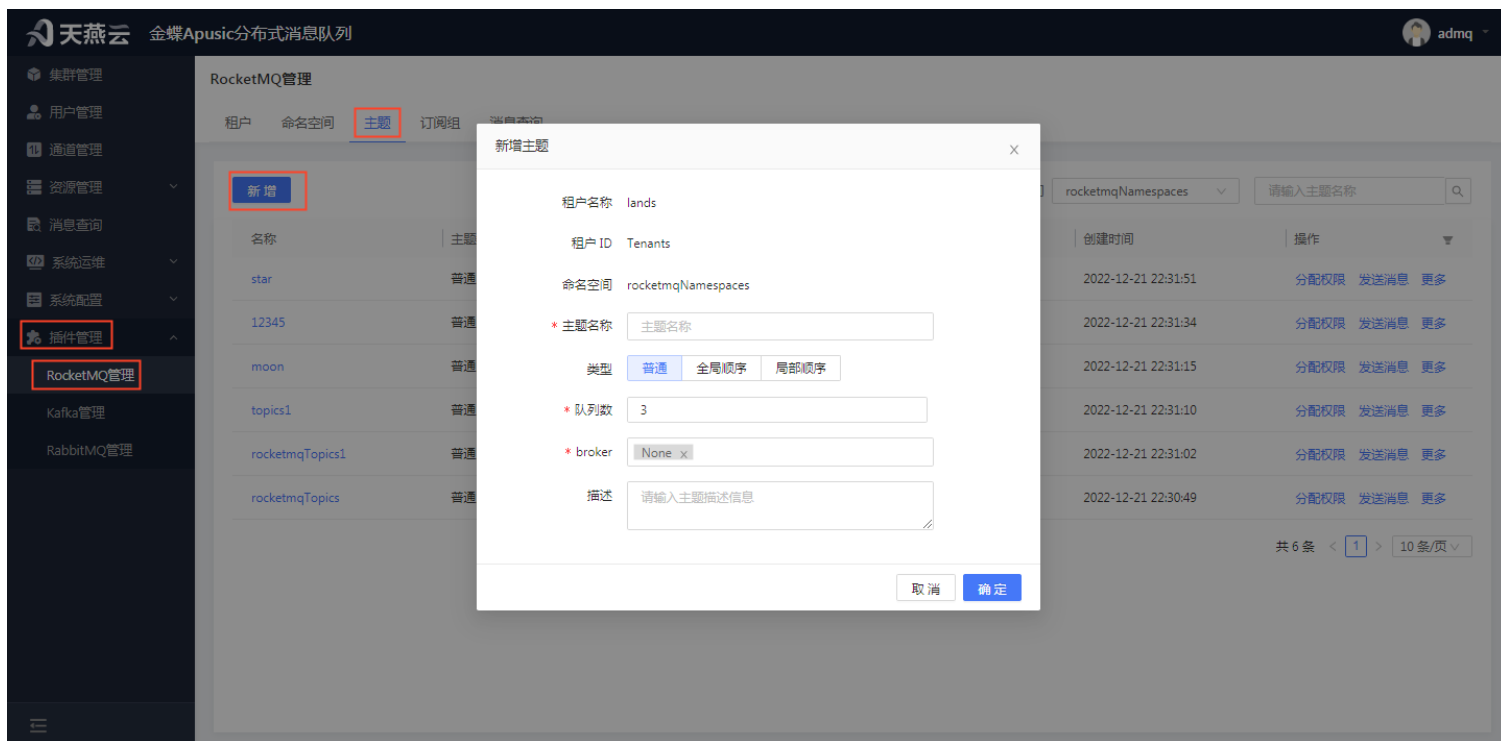 天燕云 金蝶Apusic分布式消息队列 admq
集群管理
用户管理
通道管理
资源管理
消息查询
系统运维
系统配置
插件管理
RocketMQ管理
Kafka管理
RabbitMQ管理
RocketMQ管理
租户 命名空间 主题 订阅组 消息查询
新增 rocketmqNamespaces 请输入主题名称
名称 主题 创建时间 操作
star 普通 2022-12-21 22:31:51 分配权限 发送消息 更多
12345 普通 2022-12-21 22:31:34 分配权限 发送消息 更多
moon 普通 2022-12-21 22:31:15 分配权限 发送消息 更多
topics1 普通 2022-12-21 22:31:10 分配权限 发送消息 更多
rocketmqTopics1 普通 2022-12-21 22:31:02 分配权限 发送消息 更多
rocketmqTopics 普通 2022-12-21 22:30:49 分配权限 发送消息 更多
共 6 条 < 1 > 10 条/页
新增主题
租户名称 lands
租户 ID Tenants
命名空间 rocketmqNamespaces
* 主题名称 主题名称
类型 普通 全局顺序 局部顺序
* 队列数 3
* broker None x
描述 请输入主题描述信息
取消 确定